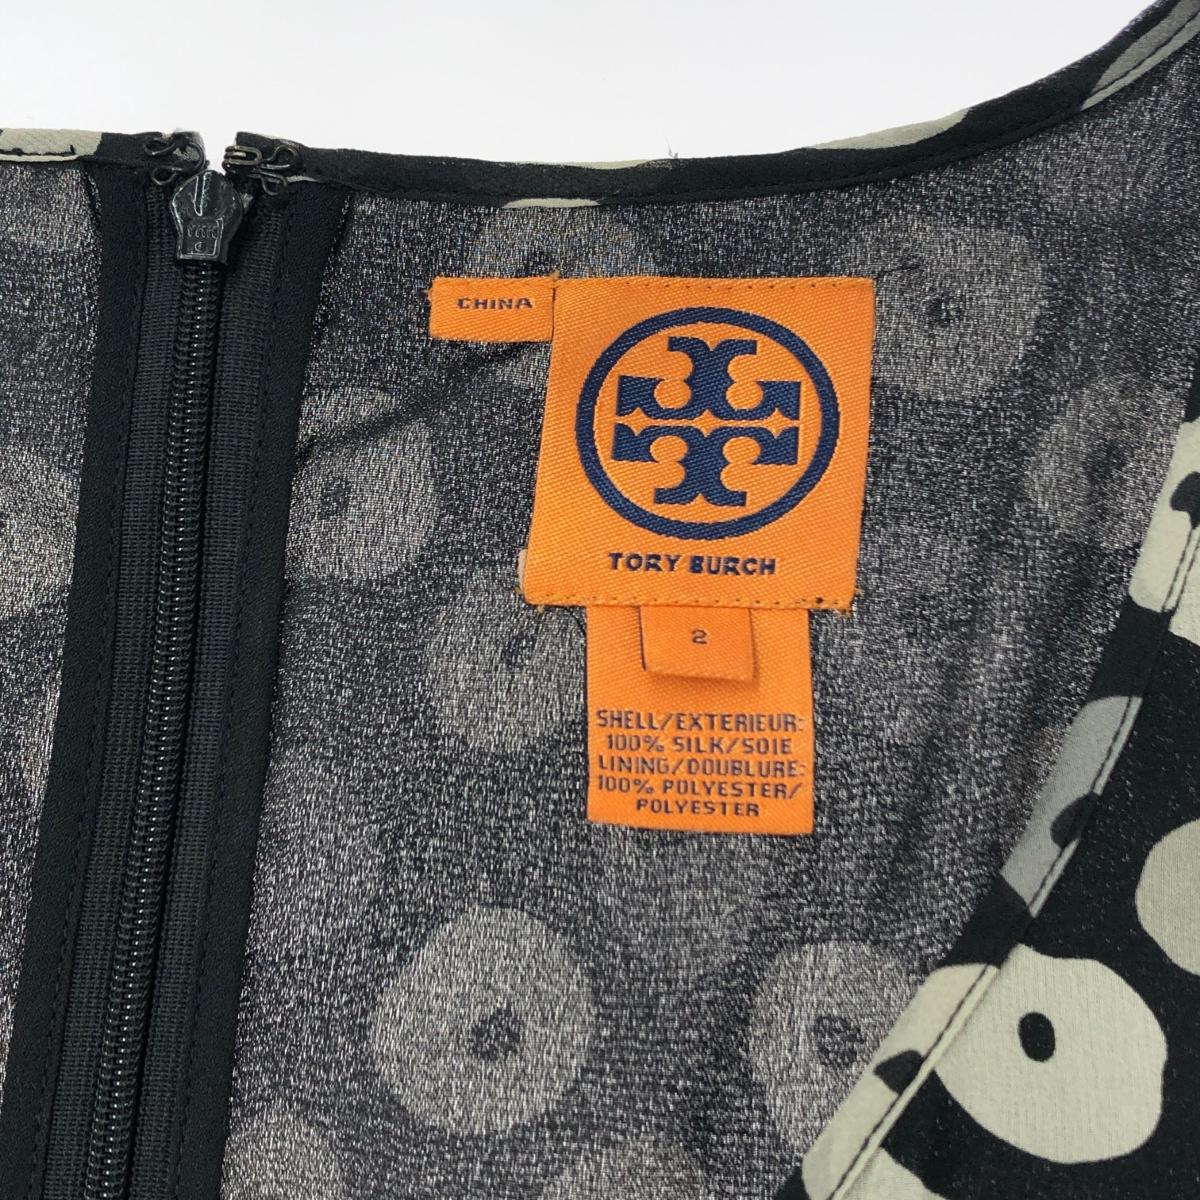 CHINA
TORY BURCH
2
SHELL/EXTERIEUR:
100% SILK/SOIE
LINING/DOUBLURE:
100% POLYESTER/
POLYESTER